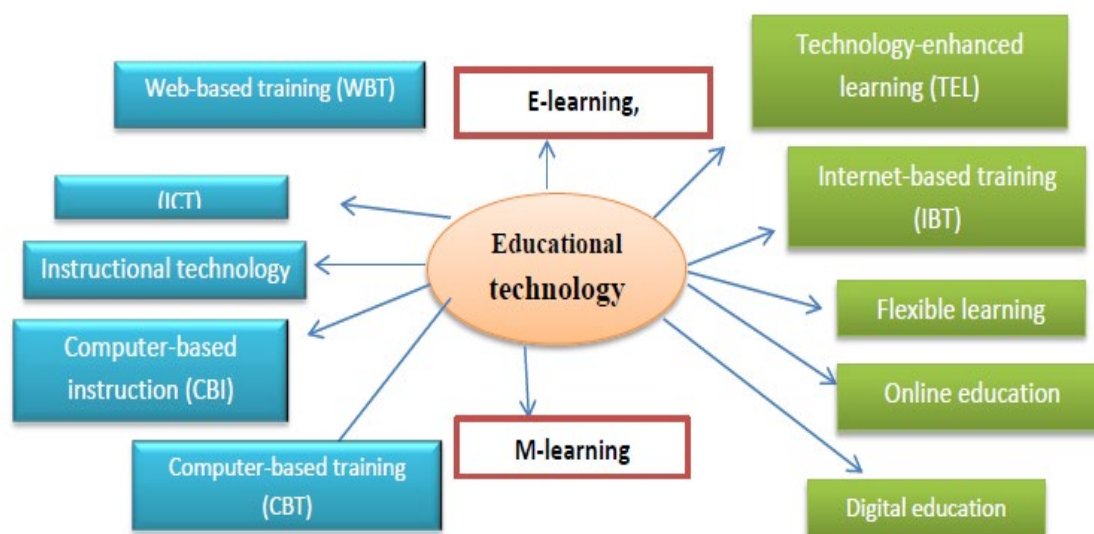 Technology-enhanced
learning (TEL)
Web-based training (WBT)
E-learning,
Internet-based training
(IBT)
(ICT)
Educational
technology
Instructional technology
Flexible learning
Computer-based
instruction (CBI)
Online education
M-learning
Computer-based training
(CBT)
Digital education